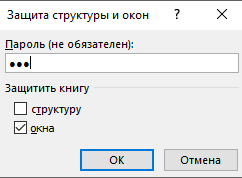 Защита структуры и окон
Пароль (не обязателен):
●●●
Защитить книгу
структуру
окна
ОК
Отмена